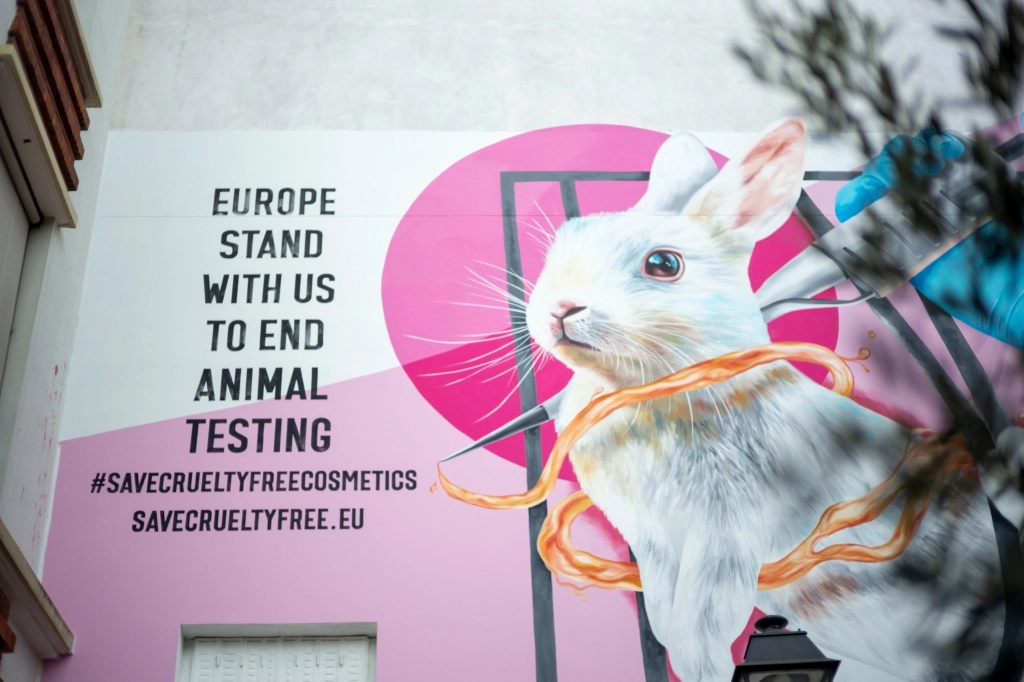 EUROPE
STAND
WITH US
TO END
ANIMAL
TESTING
#SAVECRUELTYFREECOSMETICS
SAVECRUELTYFREE.EU